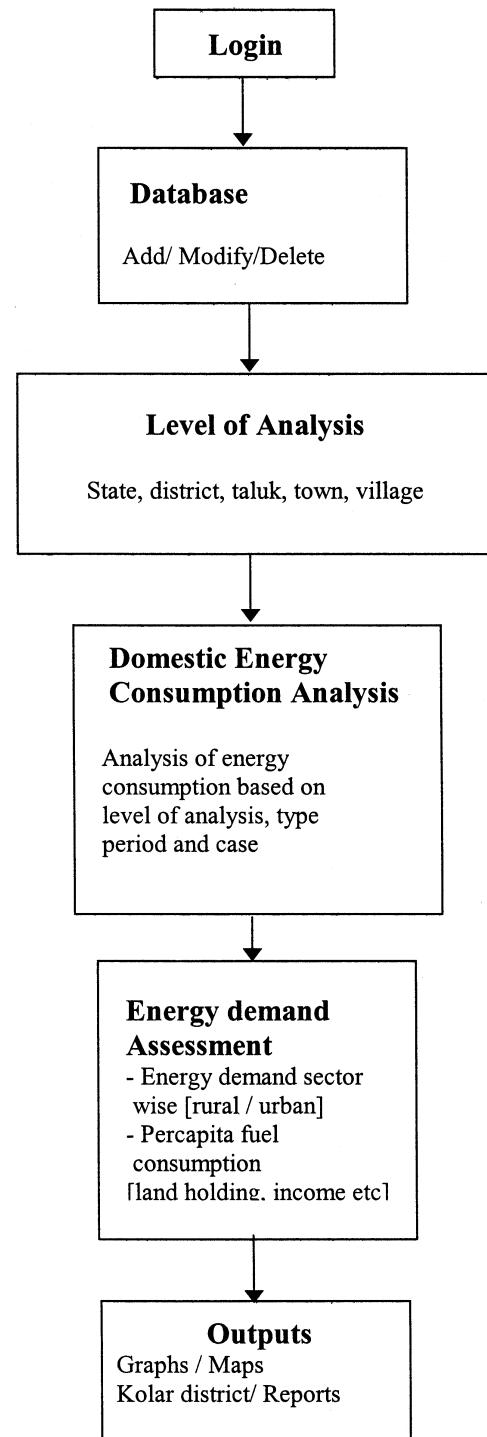 Login
Database
Add/ Modify/Delete
Level of Analysis
State, district, taluk, town, village
Domestic Energy
Consumption Analysis
Analysis of energy
consumption based on
level of analysis, type
period and case
Energy demand
Assessment
- Energy demand sector
wise [rural / urban]
- Percapita fuel
consumption
[land holding, income etc]
Outputs
Graphs / Maps
Kolar district/ Reports